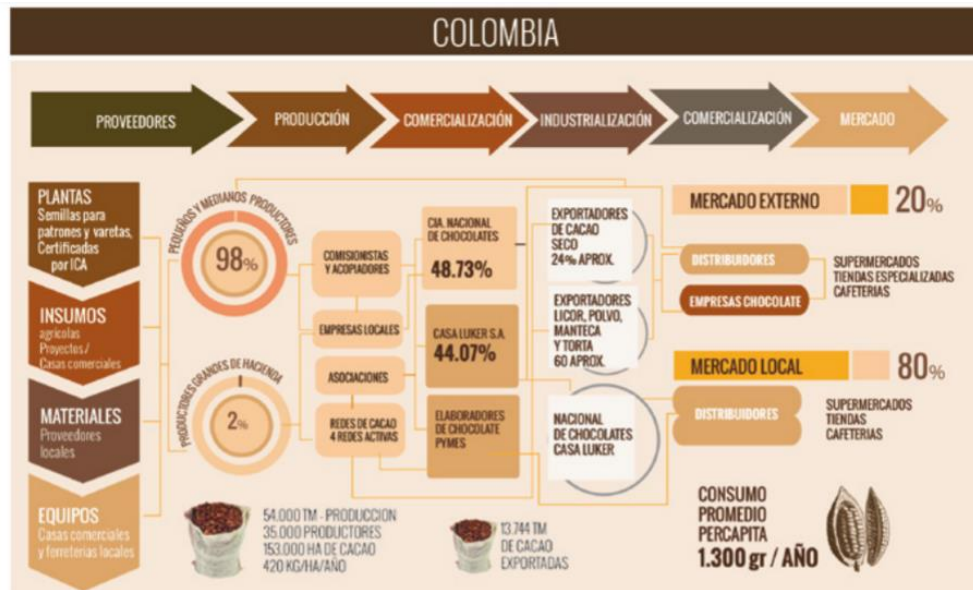 COLOMBIA
PROVEEDORES
PRODUCCIÓN
COMERCIALIZACIÓN
INDUSTRIALIZACIÓN
COMERCIALIZACIÓN
MERCADO
PLANTAS
Semillas para
patrones y varetas,
Certificadas
por ICA
INSUMOS
agrícolas
Proyectos/
Casas comerciales
MATERIALES
Proveedores
locales
EQUIPOS
Casas comerciales
y ferreterias locales
PEQUEÑOS Y MEDIANOS PRODUCTORES
98%
PRODUCTORES GRANDES DE HACIENDA
2%
COMISIONISTAS
Y ACOPIADORES
EMPRESAS LOCALES
ASOCIACIONES
REDES DE CACAO
4 REDES ACTIVAS
CIA. NACIONAL
DE CHOCOLATES
48.73%
CASA LUKER S.A.
44.07%
ELABORADORES
DE CHOCOLATE
PYMES
EXPORTADORES
DE CACAO
SECO
24% APROX.
EXPORTADORES
LICOR, POLVO,
MANTECA
Y TORTA
60 APROX.
NACIONAL
DE CHOCOLATES
CASA LUKER
MERCADO EXTERNO
20%
DISTRIBUIDORES
EMPRESAS CHOCOLATE
SUPERMERCADOS
TIENDAS ESPECIALIZADAS
CAFETERIAS
MERCADO LOCAL
80%
DISTRIBUIDORES
SUPERMERCADOS
TIENDAS
CAFETERIAS
54.000 TM - PRODUCCION
35.000 PRODUCTORES
153.000 HA DE CACAO
420 KG/HA/AÑO
13.744 TM
DE CACAO
EXPORTADAS
CONSUMO
PROMEDIO
PERCAPITA
1.300 gr / AÑO